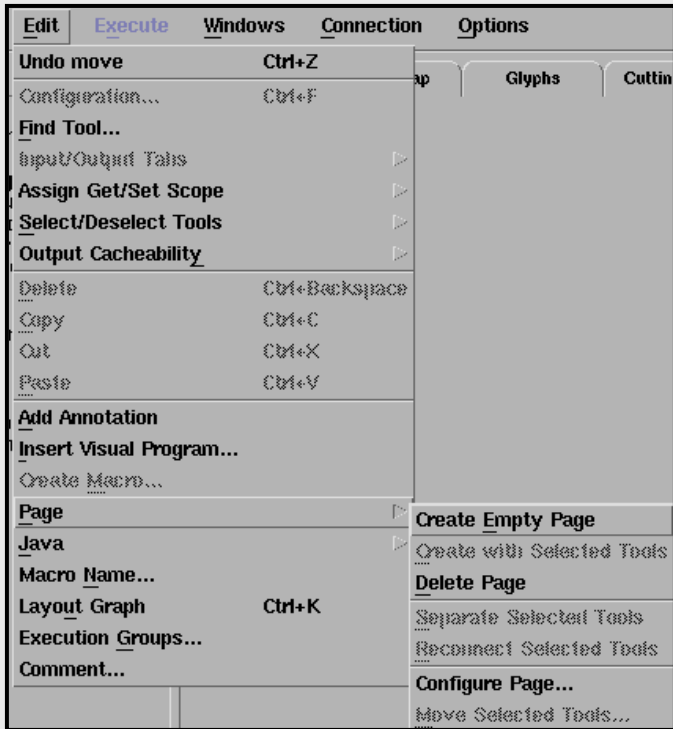 Edit Execute Windows Connection Options
Undo move Ctrl+Z
ap Glyphs Cuttin
Configuration... Ctrl+F
Find Tool...
Input/Output Tabs
Assign Get/Set Scope
Select/Deselect Tools
Output Cacheability
Delete Ctrl+Backspace
Copy Ctrl+C
Cut Ctrl+X
Paste Ctrl+V
Add Annotation
Insert Visual Program...
Create Macro...
Page
Create Empty Page
Java
Create with Selected Tools
Macro Name...
Delete Page
Layout Graph Ctrl+K
Separate Selected Tools
Execution Groups...
Reconnect Selected Tools
Comment...
Configure Page...
Move Selected Tools...